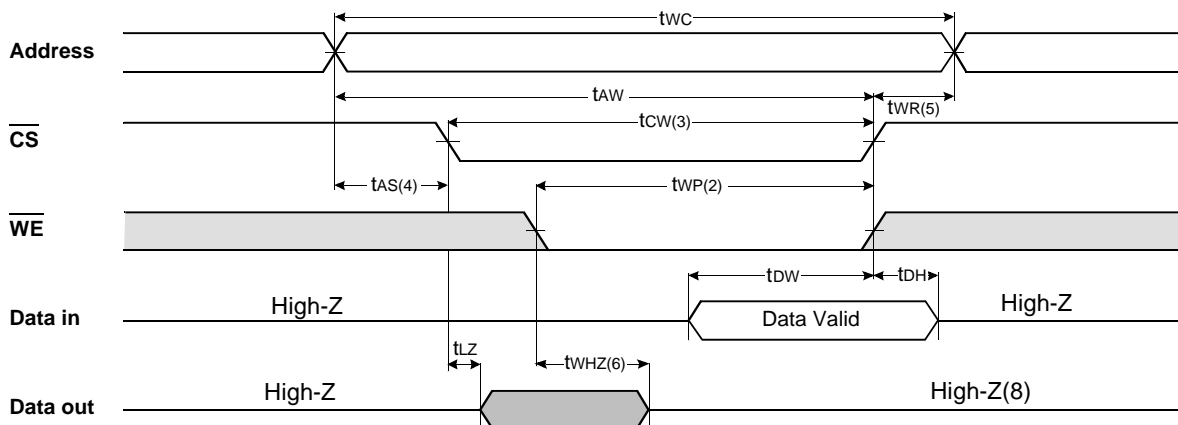 tWC
Address
tAW
tWR(5)
CS
tCW(3)
tAS(4)
tWP(2)
WE
tDW
tDH
High-Z
Data in
Data Valid
High-Z
tLZ
tWHZ(6)
High-Z
Data out
High-Z(8)